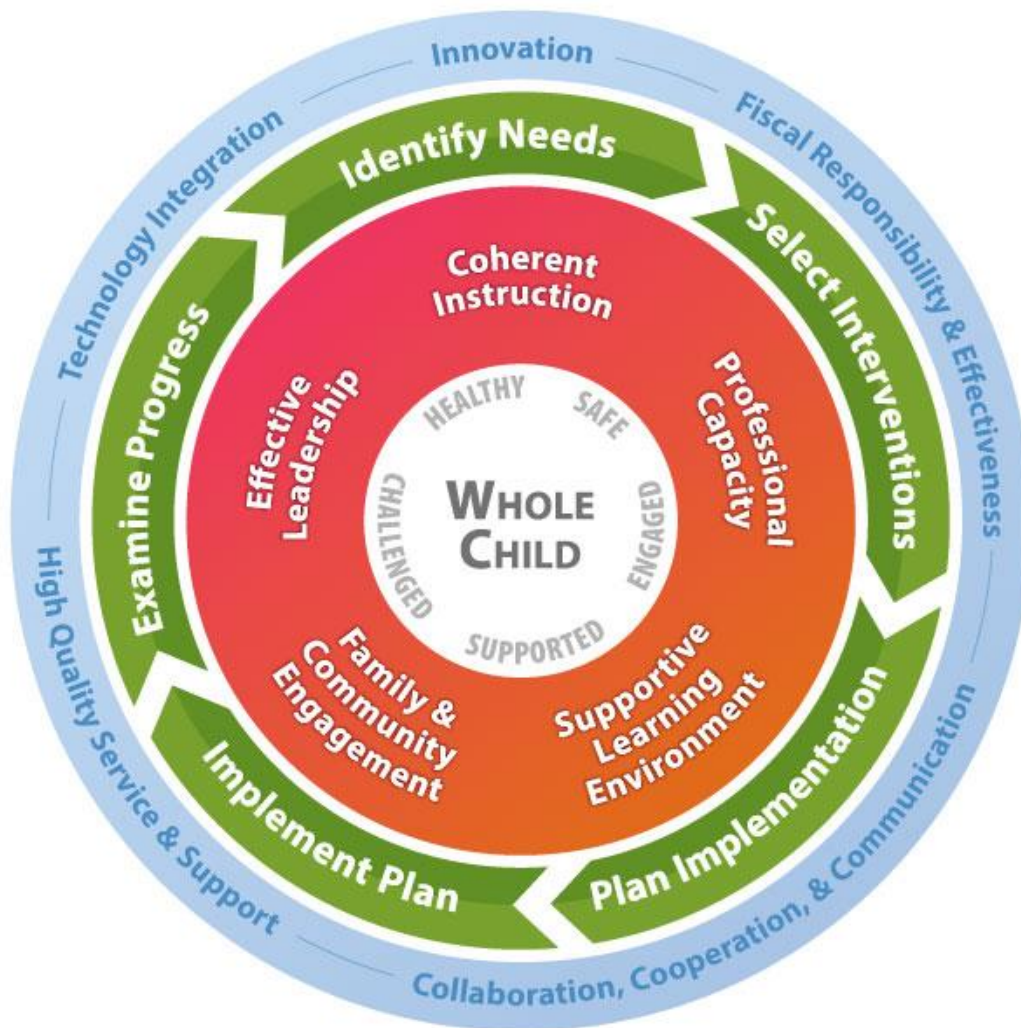 Innovation
Fiscal Responsibility & Effectiveness
Collaboration, Cooperation, & Communication
High Quality Service & Support
Technology Integration
Identify Needs
Select Interventions
Plan Implementation
Implement Plan
Examine Progress
Coherent
Instruction
Professional
Capacity
Supportive
Learning
Environment
Family &
Community
Engagement
Effective
Leadership
HEALTHY
SAFE
ENGAGED
SUPPORTED
CHALLENGED
WHOLE
CHILD